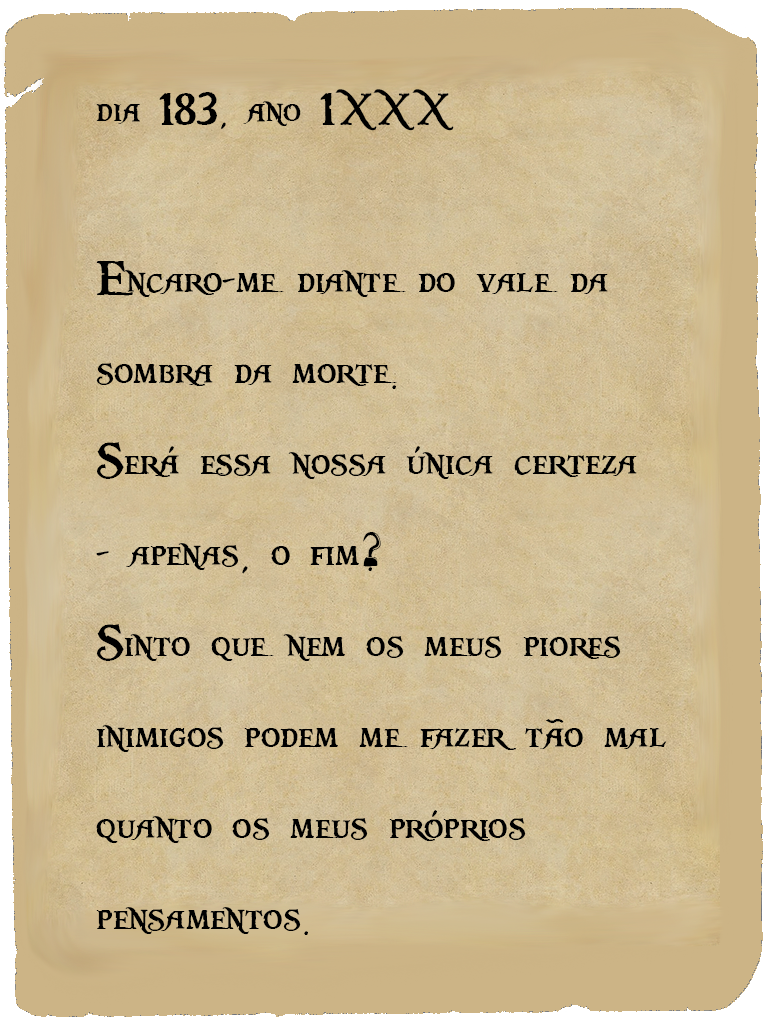 dia 183, ano 1XXX
Encaro-me diante do vale da
sombra da morte.
Será essa nossa única certeza
- apenas, o fim?
Sinto que nem os meus piores
inimigos podem me fazer tão mal
quanto os meus próprios
pensamentos.